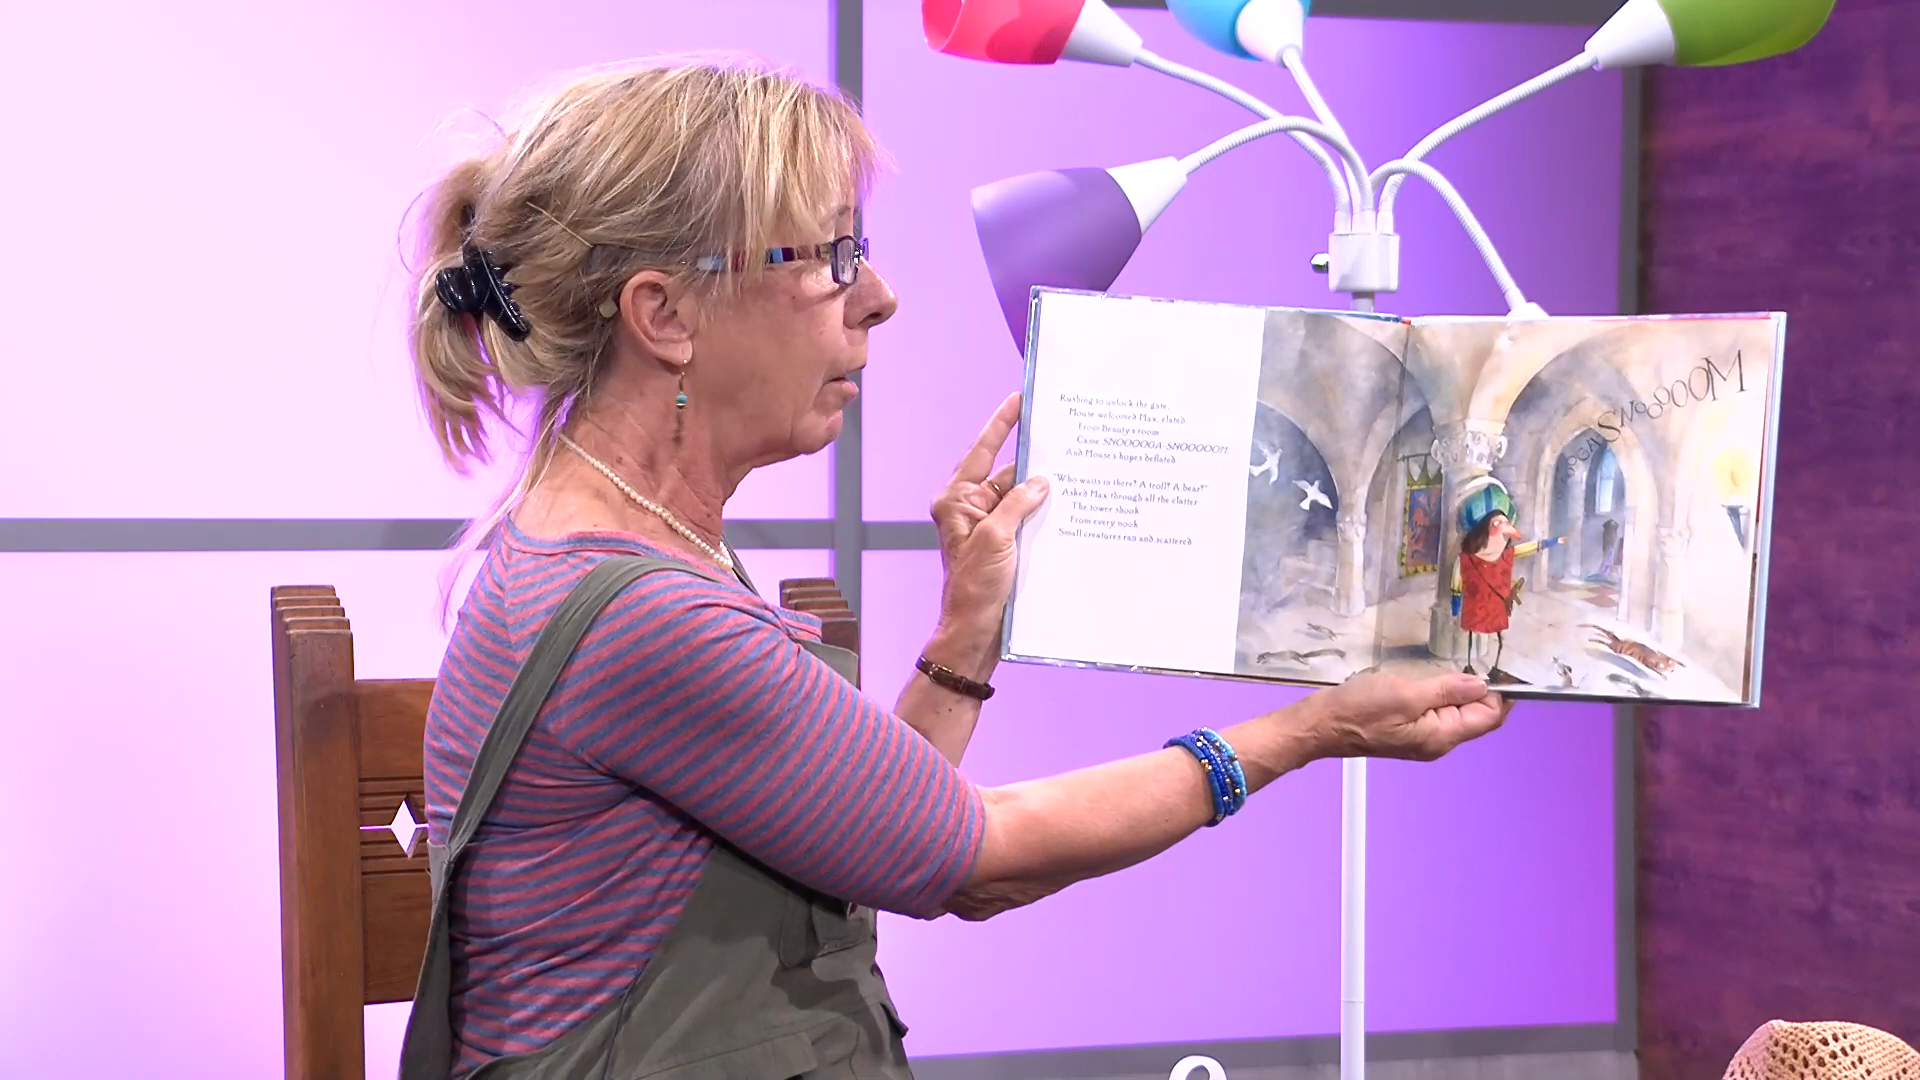 Rushing to unlock the gate,
Mouse welcomed Max, elated
From Beauty's room
Came SNOOOOGA-SNOOOOOM,
And Mouse's hopes deflated
"Who waits in there? A troll? A bear?"
Asked Max through all the clatter
The tower shook
From every nook
Small creatures ran and scattered
SNOOOOOM